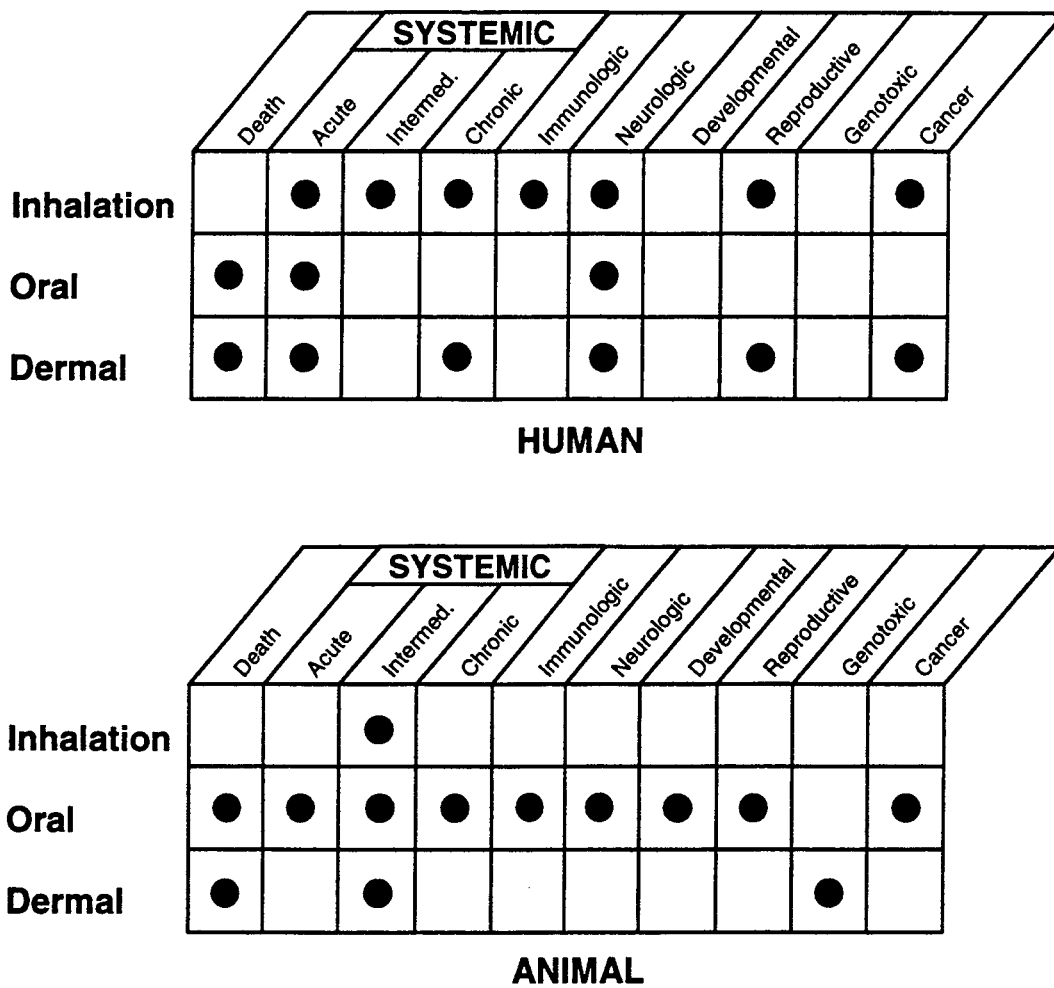 SYSTEMIC
Death Acute Intermed. Chronic Immunologic Neurologic Developmental Reproductive Genotoxic Cancer
Inhalation
Oral
Dermal
HUMAN
SYSTEMIC
Death Acute Intermed. Chronic Immunologic Neurologic Developmental Reproductive Genotoxic Cancer
Inhalation
Oral
Dermal
ANIMAL